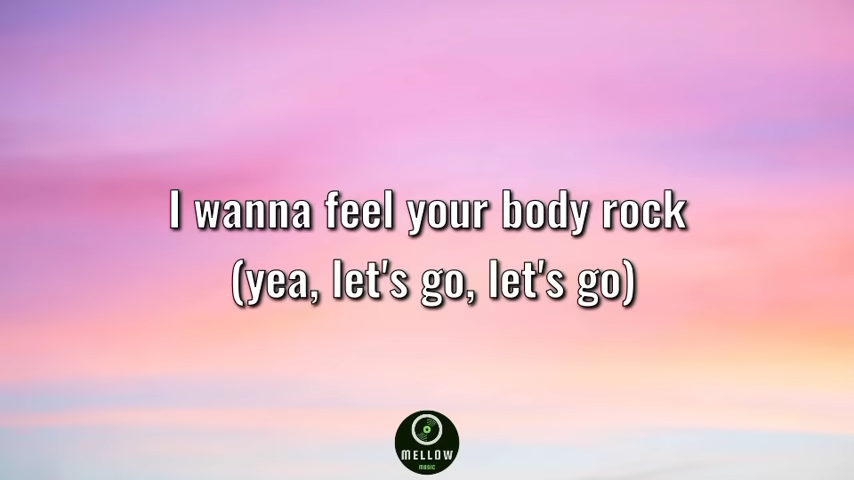 I wanna feel your body rock
(yea, let's go, let's go)
MELLOW
MUSIC